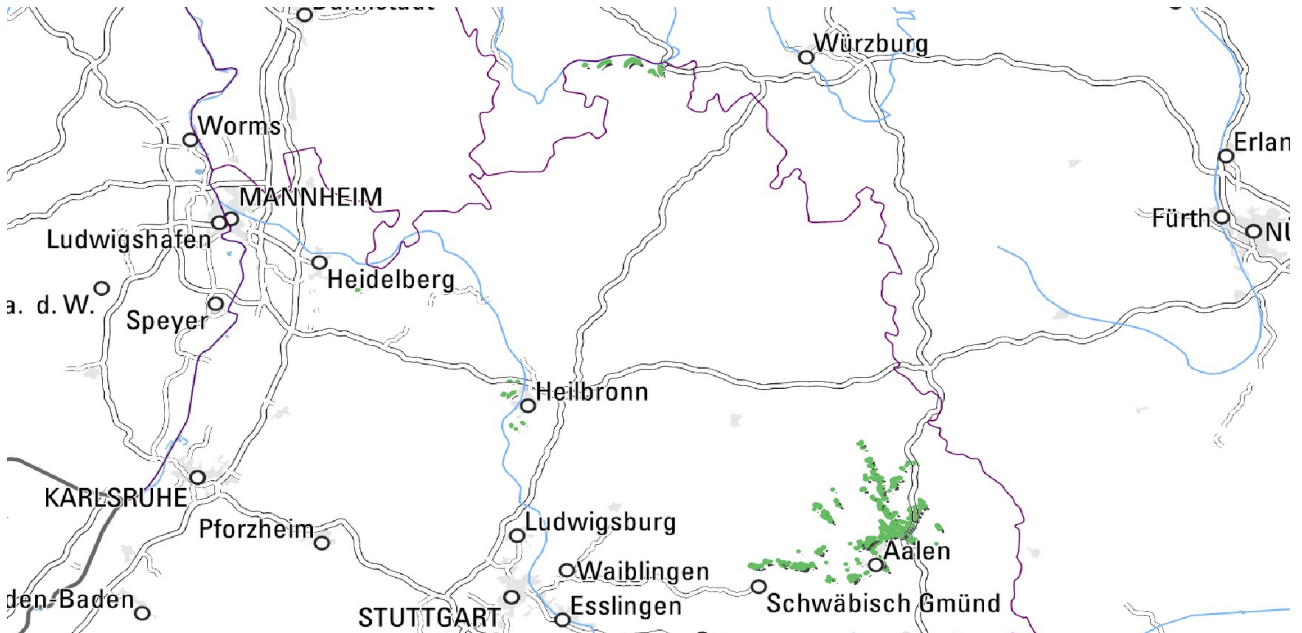 Würzburg
Worms
Erlan
MANNHEIM
Ludwigshafen
Fürth
NÜ
Heidelberg
a. d. W.
Speyer
Heilbronn
KARLSRUHE
Pforzheim
Ludwigsburg
Aalen
Waiblingen
den-Baden
STUTTGART
Esslingen
Schwäbisch Gmünd